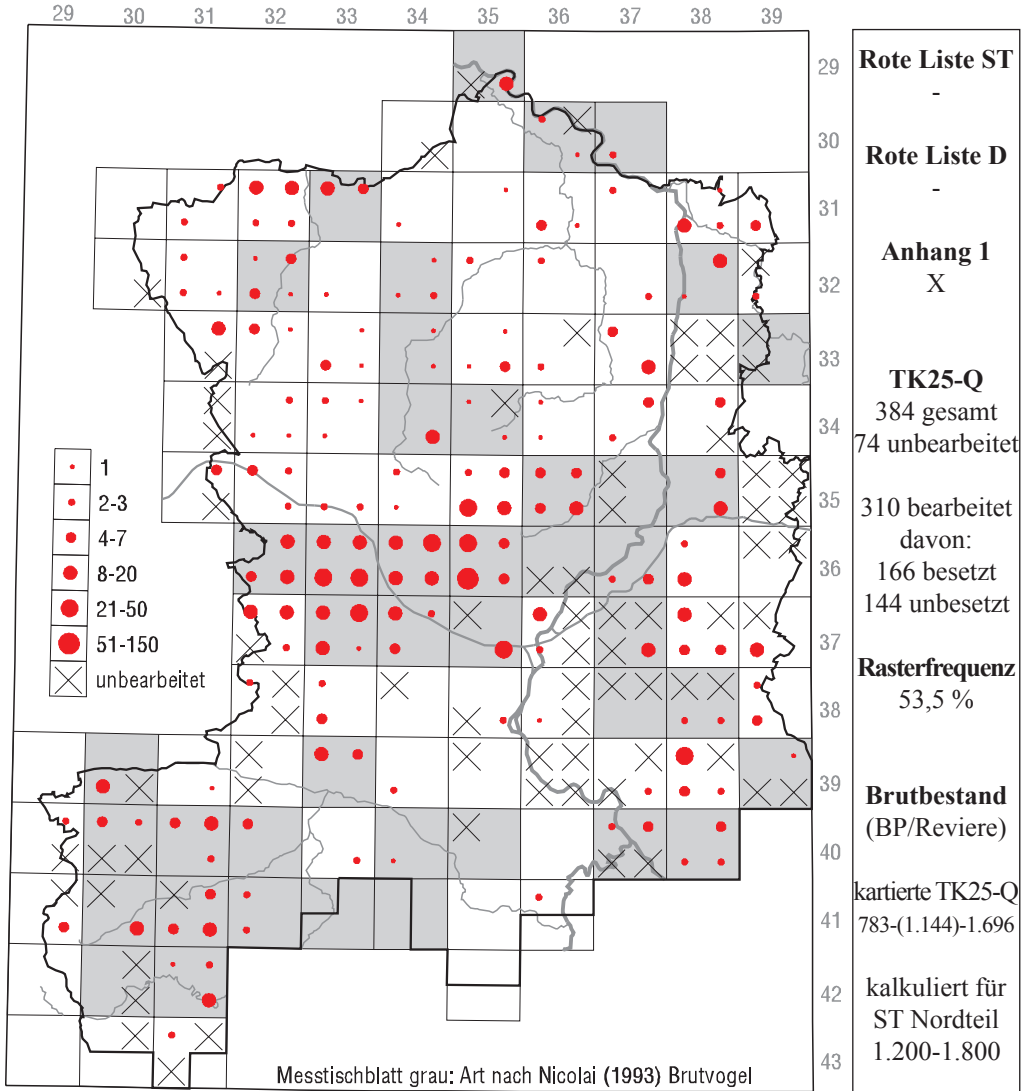 29 30 31 32 33 34 35 36 37 38 39
29
30
31
32
33
34
35
36
37
38
39
40
41
42
43
1
2-3
4-7
8-20
21-50
51-150
unbearbeitet
Messtischblatt grau: Art nach Nicolai (1993) Brutvogel
Rote Liste ST
-
Rote Liste D
-
Anhang 1
X
TK25-Q
384 gesamt
74 unbearbeitet
310 bearbeitet
davon:
166 besetzt
144 unbesetzt
Rasterfrequenz
53,5 %
Brutbestand
(BP/Reviere)
kartierte TK25-Q
783-(1.144)-1.696
kalkuliert für
ST Nordteil
1.200-1.800